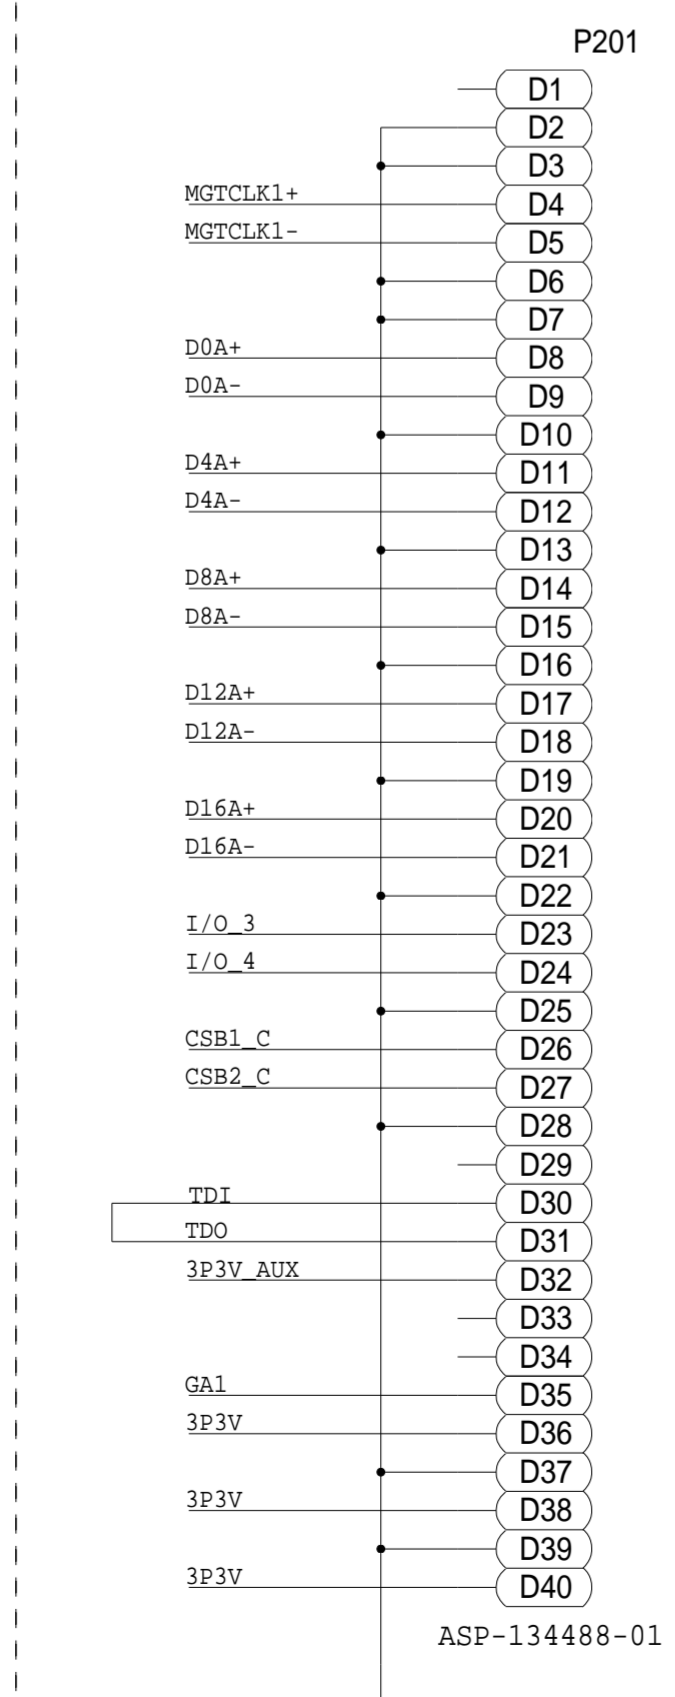 P201
D1
D2
D3
MGTCLK1+ D4
MGTCLK1- D5
D6
D7
D0A+ D8
D0A- D9
D10
D4A+ D11
D4A- D12
D13
D8A+ D14
D8A- D15
D16
D12A+ D17
D12A- D18
D19
D16A+ D20
D16A- D21
D22
I/O_3 D23
I/O_4 D24
D25
CSB1_C D26
CSB2_C D27
D28
D29
TDI D30
TDO D31
3P3V_AUX D32
D33
D34
GA1 D35
3P3V D36
D37
3P3V D38
D39
3P3V D40
ASP-134488-01